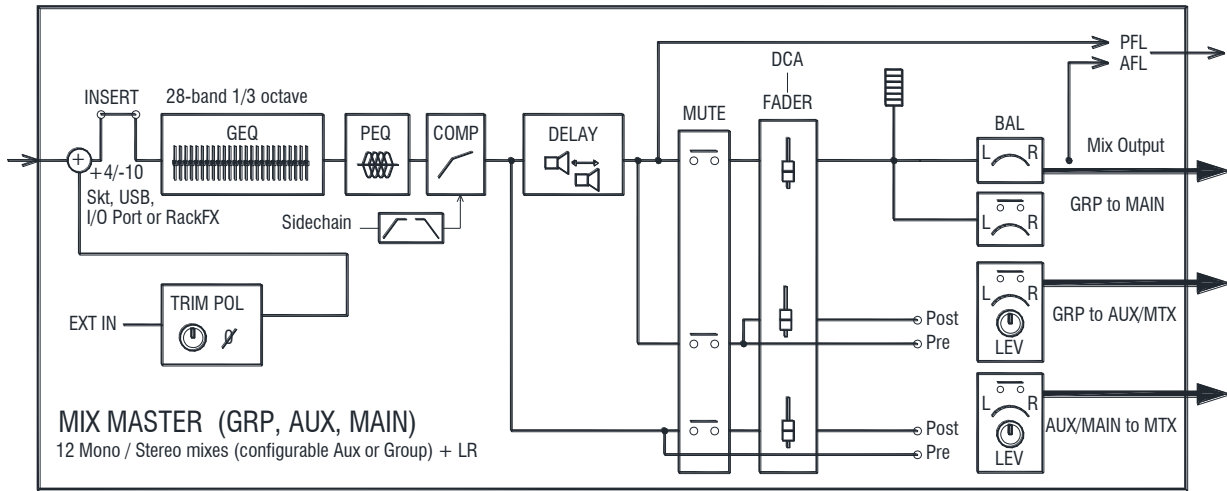 PFL
AFL
DCA
FADER
INSERT
28-band 1/3 octave
GEQ
PEQ
COMP
DELAY
MUTE
BAL
L R
Mix Output
+
+4/-10
Skt, USB,
I/O Port or RackFX
Sidechain
GRP to MAIN
L R
TRIM POL
EXT IN
L R
GRP to AUX/MTX
Post
Pre
LEV
MIX MASTER (GRP, AUX, MAIN)
12 Mono / Stereo mixes (configurable Aux or Group) + LR
L R
AUX/MAIN to MTX
Post
Pre
LEV